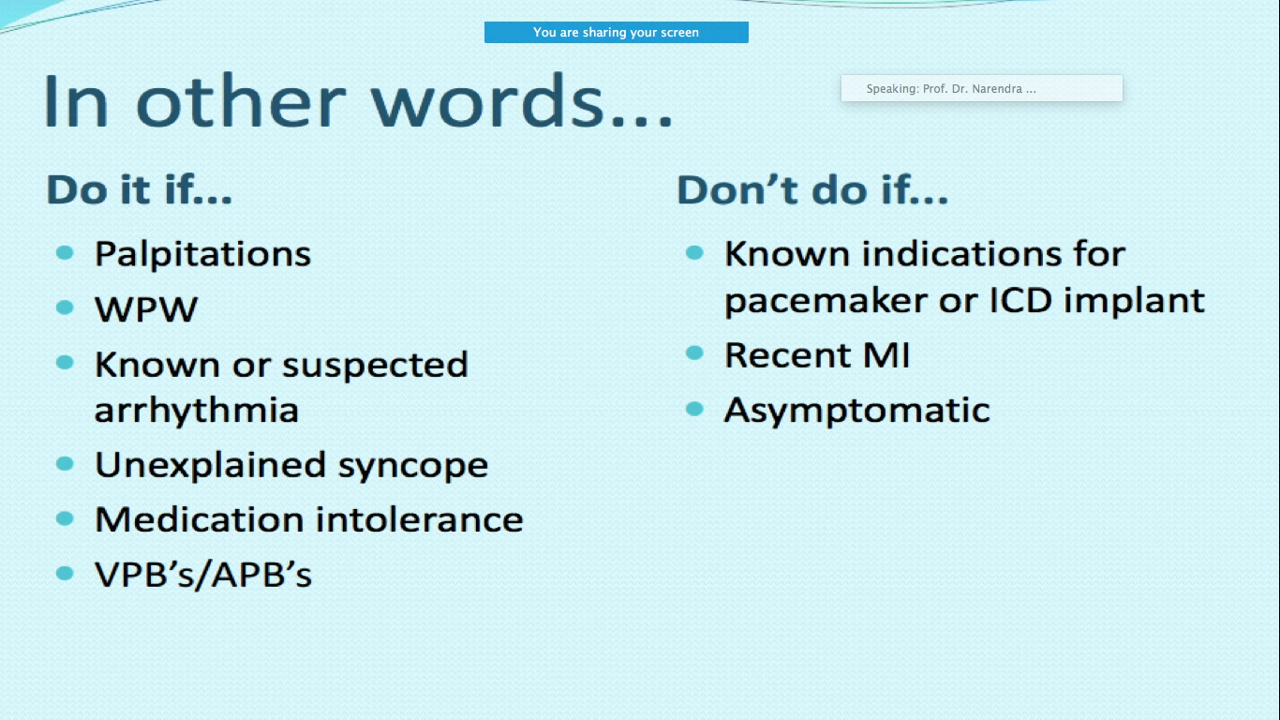 You are sharing your screen
Speaking: Prof. Dr. Narendra ...
In other words...
Do it if...
Palpitations
WPW
Known or suspected
arrhythmia
Unexplained syncope
Medication intolerance
VPB’s/APB’s
Don’t do if...
Known indications for
pacemaker or ICD implant
Recent MI
Asymptomatic